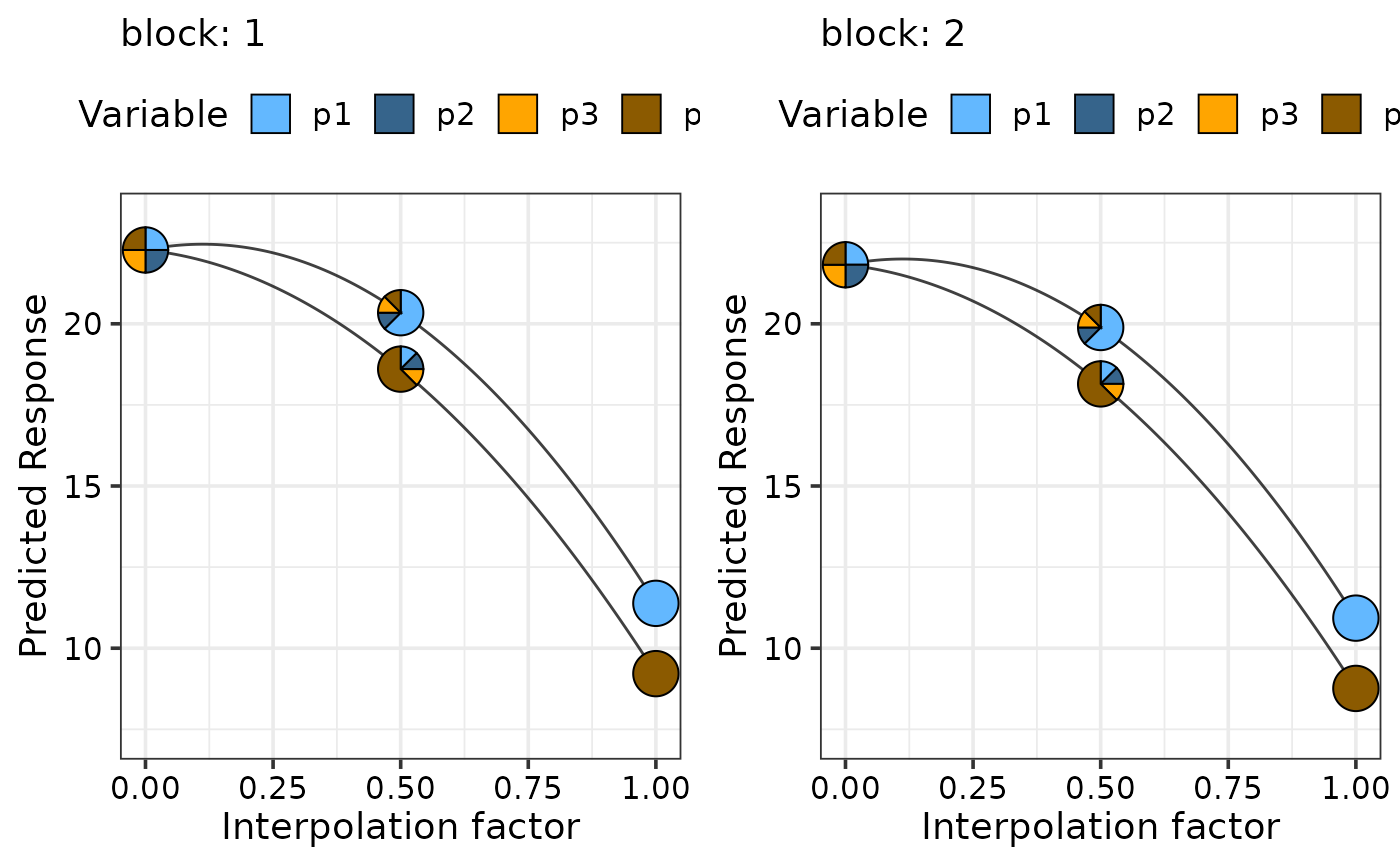 block: 1
Variable p1 p2 p3 p
Predicted Response
20
15
10
0.00 0.25 0.50 0.75 1.00
Interpolation factor
block: 2
Variable p1 p2 p3 p
Predicted Response
20
15
10
0.00 0.25 0.50 0.75 1.00
Interpolation factor